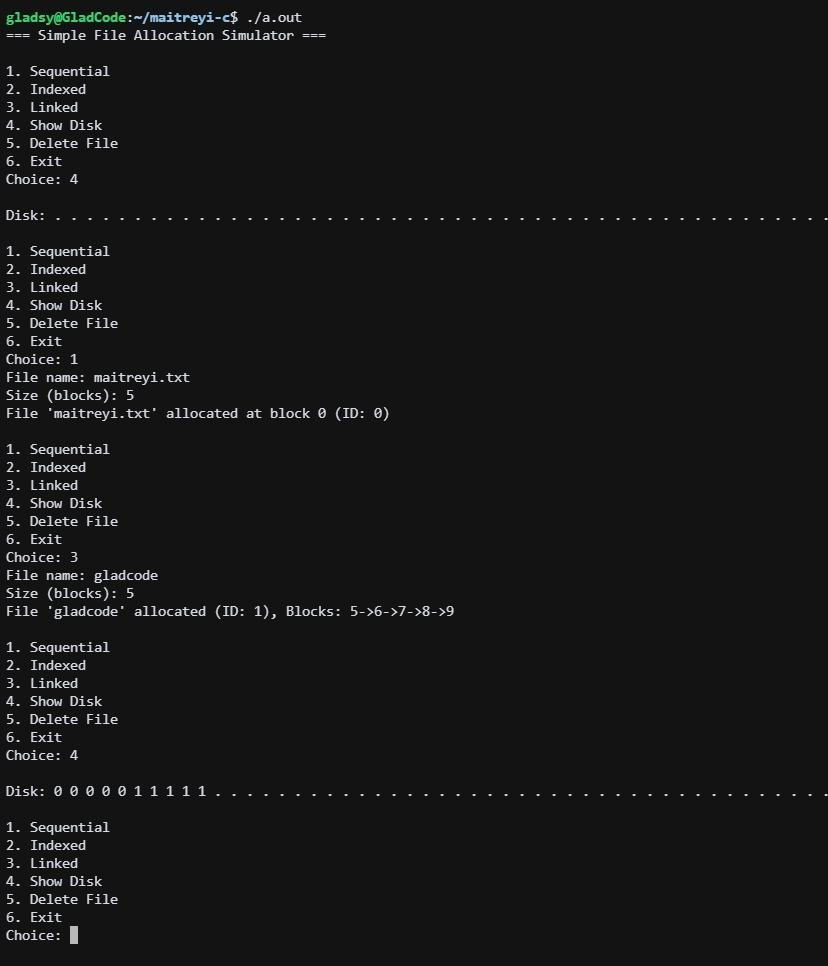 gladsy@GladCode:~/maitreyi-c$ ./a.out
=== Simple File Allocation Simulator ===
1. Sequential
2. Indexed
3. Linked
4. Show Disk
5. Delete File
6. Exit
Choice: 4
Disk: . . . . . . . . . . . . . . . . . . . . . . . . . . . . . . . . . . . . . . . . . . . . . . . . .
1. Sequential
2. Indexed
3. Linked
4. Show Disk
5. Delete File
6. Exit
Choice: 1
File name: maitreyi.txt
Size (blocks): 5
File 'maitreyi.txt' allocated at block 0 (ID: 0)
1. Sequential
2. Indexed
3. Linked
4. Show Disk
5. Delete File
6. Exit
Choice: 3
File name: gladcode
Size (blocks): 5
File 'gladcode' allocated (ID: 1), Blocks: 5->6->7->8->9
1. Sequential
2. Indexed
3. Linked
4. Show Disk
5. Delete File
6. Exit
Choice: 4
Disk: 0 0 0 0 0 1 1 1 1 1 . . . . . . . . . . . . . . . . . . . . . . . . . . . . . . . . . . . . . . .
1. Sequential
2. Indexed
3. Linked
4. Show Disk
5. Delete File
6. Exit
Choice: